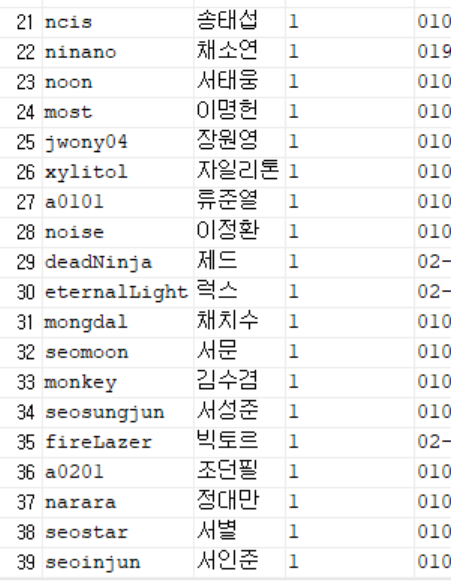 21 ncis 송태섭 1 010
22 ninano 채소연 1 019
23 noon 서태웅 1 010
24 most 이명헌 1 010
25 jwony04 장원영 1 010
26 xylitol 자일리톤 1 010
27 a0101 류준열 1 010
28 noise 이정환 1 010
29 deadNinja 제드 1 02-
30 eternalLight 럭스 1 02-
31 mongdal 채치수 1 010
32 seomoon 서문 1 010
33 monkey 김수겸 1 010
34 seosungjun 서성준 1 010
35 fireLazer 빅토르 1 02-
36 a0201 조던필 1 010
37 narara 정대만 1 010
38 seostar 서별 1 010
39 seoinjun 서인준 1 010